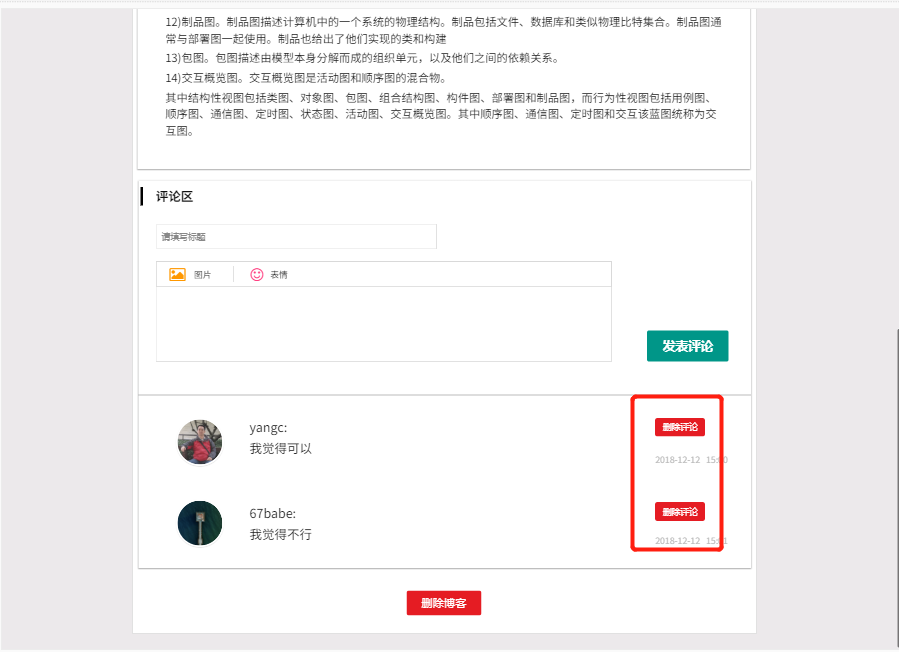 12)制品图。制品图描述计算机中的一个系统的物理结构。制品包括文件、数据库和类似物理比特集合。制品图通
常与部署图一起使用。制品也给出了他们实现的类和构建
13)包图。包图描述由模型本身分解而成的组织单元，以及他们之间的依赖关系。
14)交互概览图。交互概览图是活动图和顺序图的混合物。
其中结构性视图包括类图、对象图、包图、组合结构图、构件图、部署图和制品图，而行为性视图包括用例图、
顺序图、通信图、定时图、状态图、活动图、交互概览图。其中顺序图、通信图、定时图和交互该蓝图统称为交
互图。
评论区
请填写标题
图片 表情
发表评论
yangc:
删除评论
我觉得可以
2018-12-12
67babe:
删除评论
我觉得不行
2018-12-12
删除博客